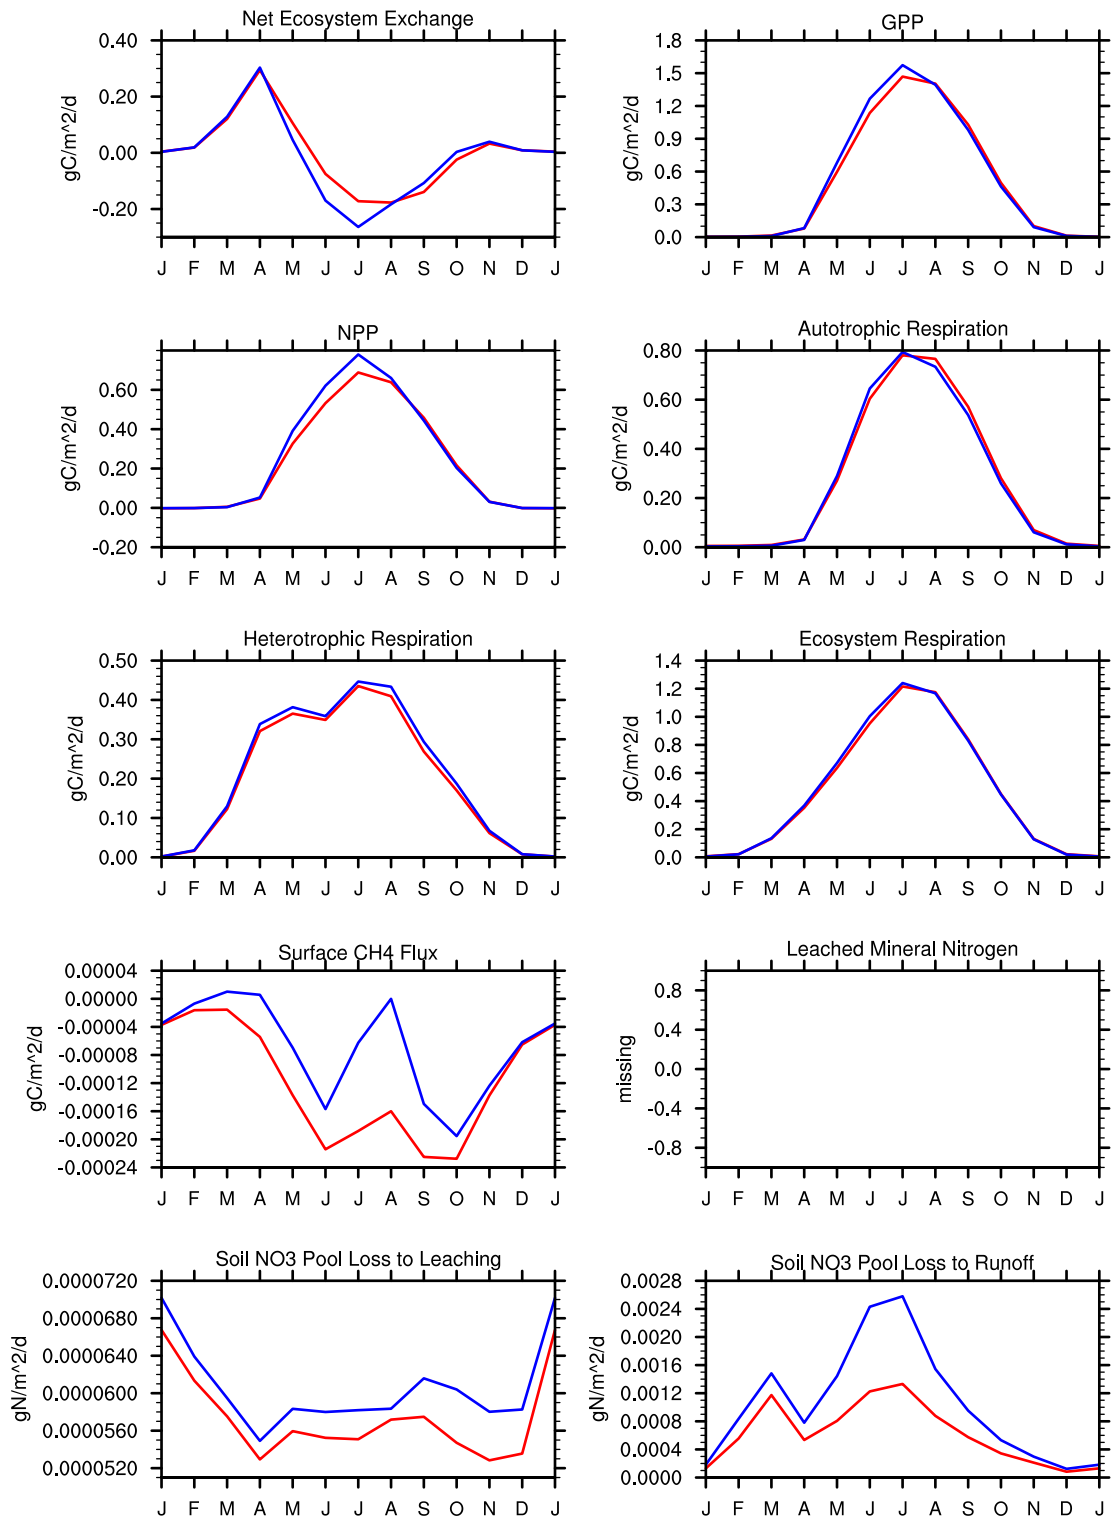 Net Ecosystem Exchange
gC/m^2/d
0.40
0.20
0.00
-0.20
J F M A M J J A S O N D J
GPP
gC/m^2/d
1.8
1.5
1.2
0.9
0.6
0.3
0.0
J F M A M J J A S O N D J
NPP
gC/m^2/d
0.60
0.40
0.20
0.00
-0.20
J F M A M J J A S O N D J
Autotrophic Respiration
gC/m^2/d
0.80
0.60
0.40
0.20
0.00
J F M A M J J A S O N D J
Heterotrophic Respiration
gC/m^2/d
0.50
0.40
0.30
0.20
0.10
0.00
J F M A M J J A S O N D J
Ecosystem Respiration
gC/m^2/d
1.4
1.2
1.0
0.8
0.6
0.4
0.2
0.0
J F M A M J J A S O N D J
Surface CH4 Flux
gC/m^2/d
0.00004
0.00000
-0.00004
-0.00008
-0.00012
-0.00016
-0.00020
-0.00024
J F M A M J J A S O N D J
Leached Mineral Nitrogen
missing
0.8
0.4
0.0
-0.4
-0.8
J F M A M J J A S O N D J
Soil NO3 Pool Loss to Leaching
gN/m^2/d
0.0000720
0.0000680
0.0000640
0.0000600
0.0000560
0.0000520
J F M A M J J A S O N D J
Soil NO3 Pool Loss to Runoff
gN/m^2/d
0.0028
0.0024
0.0020
0.0016
0.0012
0.0008
0.0004
0.0000
J F M A M J J A S O N D J